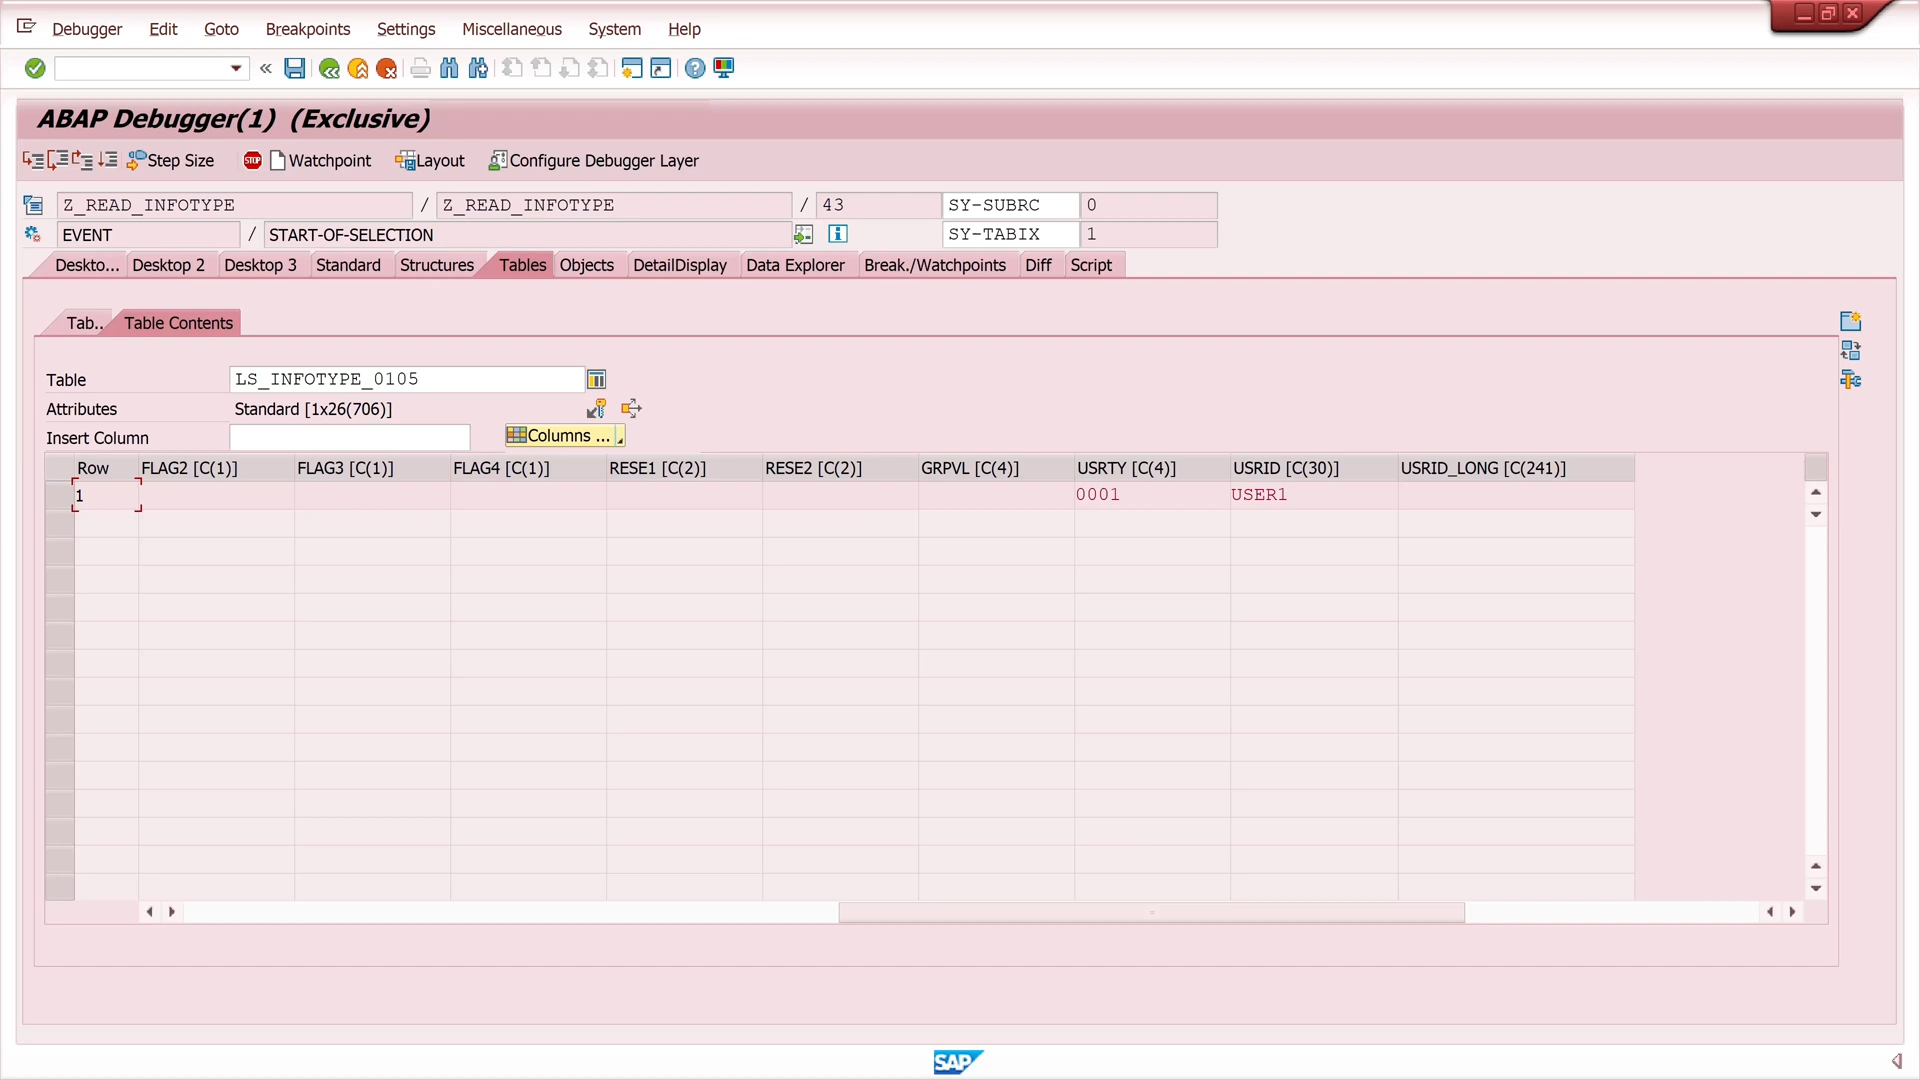 Debugger Edit Goto Breakpoints Settings Miscellaneous System Help
ABAP Debugger(1) (Exclusive)
Step Size STOP Watchpoint Layout Configure Debugger Layer
Z_READ_INFOTYPE / Z_READ_INFOTYPE / 43 SY-SUBRC 0
EVENT / START-OF-SELECTION SY-TABIX 1
Deskto... Desktop 2 Desktop 3 Standard Structures Tables Objects DetailDisplay Data Explorer Break./Watchpoints Diff Script
Tab.. Table Contents
Table LS_INFOTYPE_0105
Attributes Standard [1x26(706)]
Insert Column Columns ...
Row FLAG2 [C(1)] FLAG3 [C(1)] FLAG4 [C(1)] RESE1 [C(2)] RESE2 [C(2)] GRPVL [C(4)] USRTY [C(4)] USRID [C(30)] USRID_LONG [C(241)]
1 0001 USER1
SAP